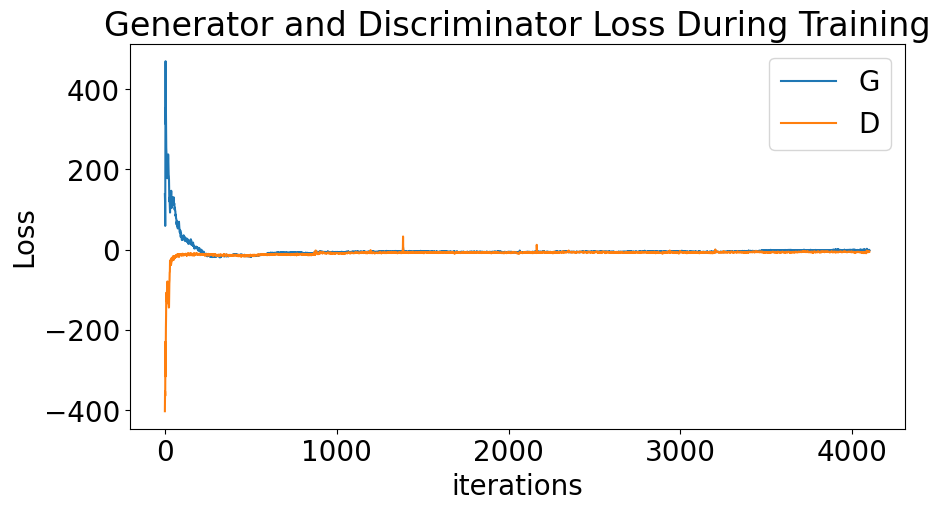 Generator and Discriminator Loss During Training
G
D
400
200
0
−200
−400
Loss
0 1000 2000 3000 4000
iterations